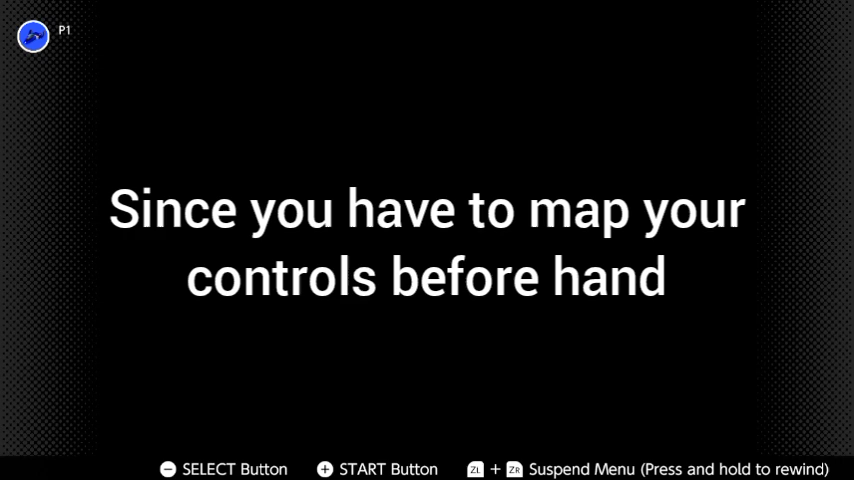 P1
Since you have to map your
controls before hand
SELECT Button START Button ZL + ZR Suspend Menu (Press and hold to rewind)